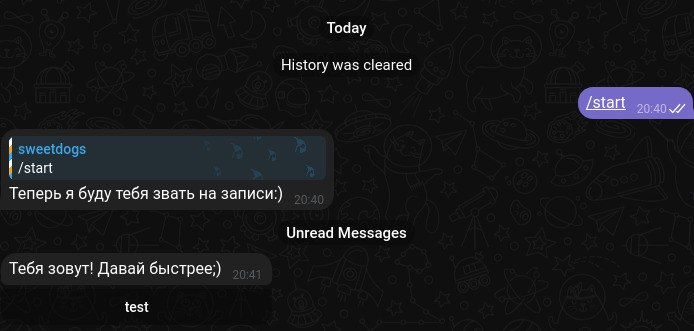 Today
History was cleared
/start 20:40
sweetdogs
/start
Теперь я буду тебя звать на записи:) 20:40
Unread Messages
Тебя зовут! Давай быстрее;) 20:41
test